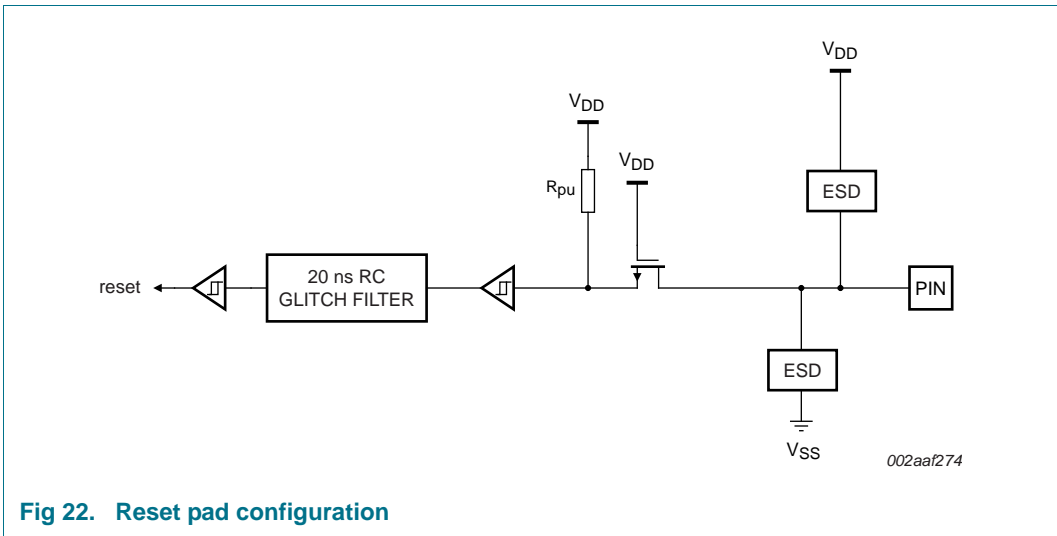 VDD
VDD
VDD
Rpu
ESD
reset
20 ns RC
GLITCH FILTER
PIN
ESD
VSS
002aaf274
Fig 22. Reset pad configuration